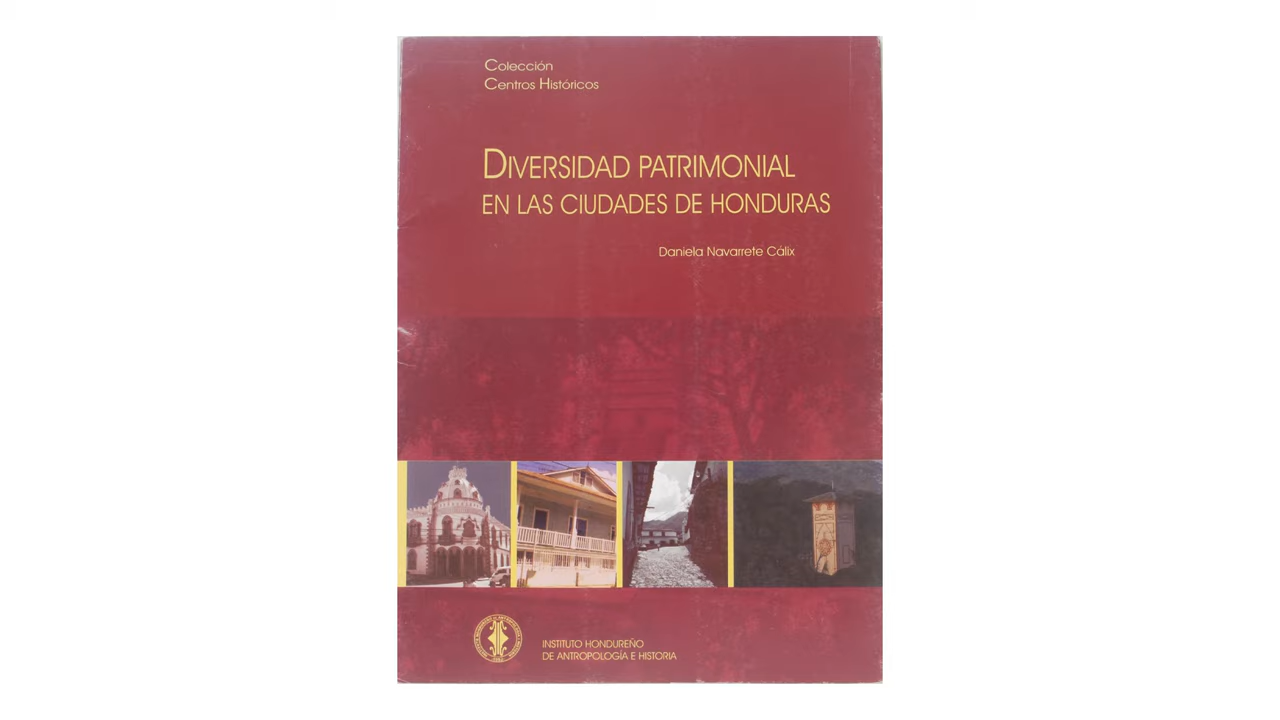 Colección
Centros Históricos
DIVERSIDAD PATRIMONIAL
EN LAS CIUDADES DE HONDURAS
Daniela Navarrete Cálix
INSTITUTO HONDUREÑO
DE ANTROPOLOGÍA E HISTORIA